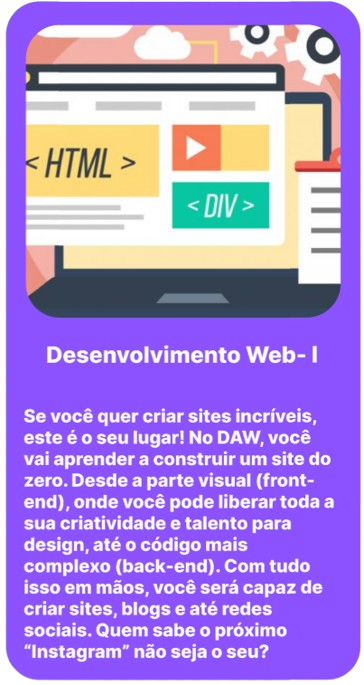 < HTML >
< DIV >
Desenvolvimento Web- I
Se você quer criar sites incríveis,
este é o seu lugar! No DAW, você
vai aprender a construir um site do
zero. Desde a parte visual (front-
end), onde você pode liberar toda a
sua criatividade e talento para
design, até o código mais
complexo (back-end). Com tudo
isso em mãos, você será capaz de
criar sites, blogs e até redes
sociais. Quem sabe o próximo
“Instagram” não seja o seu?